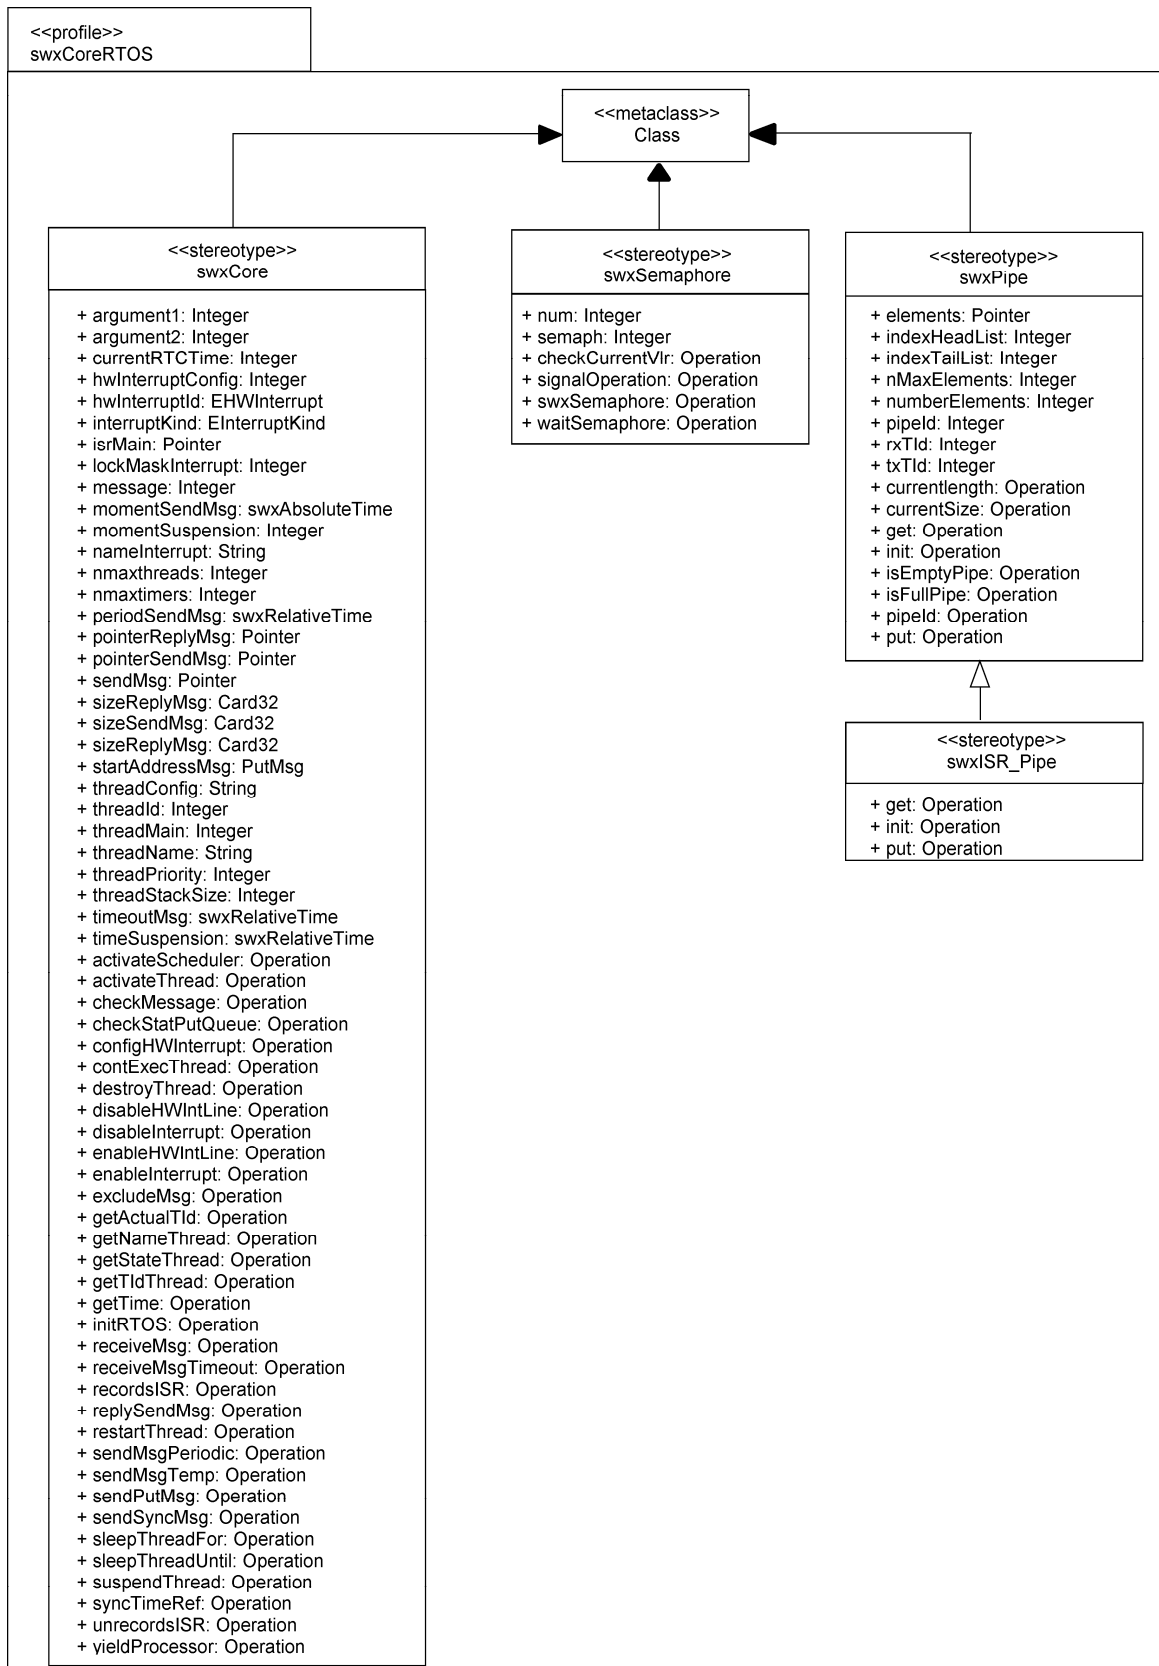 <<profile>>
swxCoreRTOS
<<metaclass>>
Class
<<stereotype>>
swxCore
+ argument1: Integer
+ argument2: Integer
+ currentRTCTime: Integer
+ hwInterruptConfig: Integer
+ hwInterruptId: EHWInterrupt
+ interruptKind: EInterruptKind
+ isrMain: Pointer
+ lockMaskInterrupt: Integer
+ message: Integer
+ momentSendMsg: swxAbsoluteTime
+ momentSuspension: Integer
+ nameInterrupt: String
+ nmaxthreads: Integer
+ nmaxtimers: Integer
+ periodSendMsg: swxRelativeTime
+ pointerReplyMsg: Pointer
+ pointerSendMsg: Pointer
+ sendMsg: Pointer
+ sizeReplyMsg: Card32
+ sizeSendMsg: Card32
+ sizeReplyMsg: Card32
+ startAddressMsg: PutMsg
+ threadConfig: String
+ threadId: Integer
+ threadMain: Integer
+ threadName: String
+ threadPriority: Integer
+ threadStackSize: Integer
+ timeoutMsg: swxRelativeTime
+ timeSuspension: swxRelativeTime
+ activateScheduler: Operation
+ activateThread: Operation
+ checkMessage: Operation
+ checkStatPutQueue: Operation
+ configHWInterrupt: Operation
+ contExecThread: Operation
+ destroyThread: Operation
+ disableHWIntLine: Operation
+ disableInterrupt: Operation
+ enableHWIntLine: Operation
+ enableInterrupt: Operation
+ excludeMsg: Operation
+ getActualTId: Operation
+ getNameThread: Operation
+ getStateThread: Operation
+ getTIdThread: Operation
+ getTime: Operation
+ initRTOS: Operation
+ receiveMsg: Operation
+ receiveMsgTimeout: Operation
+ recordsISR: Operation
+ replySendMsg: Operation
+ restartThread: Operation
+ sendMsgPeriodic: Operation
+ sendMsgTemp: Operation
+ sendPutMsg: Operation
+ sendSyncMsg: Operation
+ sleepThreadFor: Operation
+ sleepThreadUntil: Operation
+ suspendThread: Operation
+ syncTimeRef: Operation
+ unrecordsISR: Operation
+ yieldProcessor: Operation
<<stereotype>>
swxSemaphore
+ num: Integer
+ semaph: Integer
+ checkCurrentVlr: Operation
+ signalOperation: Operation
+ swxSemaphore: Operation
+ waitSemaphore: Operation
<<stereotype>>
swxPipe
+ elements: Pointer
+ indexHeadList: Integer
+ indexTailList: Integer
+ nMaxElements: Integer
+ numberElements: Integer
+ pipeId: Integer
+ rxTId: Integer
+ txTId: Integer
+ currentlength: Operation
+ currentSize: Operation
+ get: Operation
+ init: Operation
+ isEmptyPipe: Operation
+ isFullPipe: Operation
+ pipeId: Operation
+ put: Operation
<<stereotype>>
swxISR_Pipe
+ get: Operation
+ init: Operation
+ put: Operation